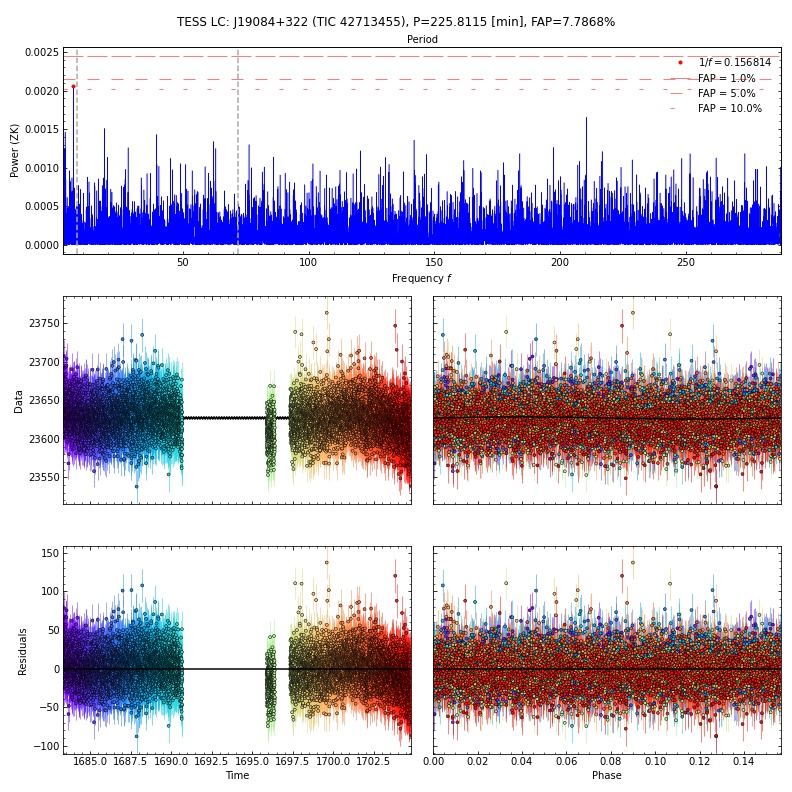 TESS LC: J19084+322 (TIC 42713455), P=225.8115 [min], FAP=7.7868%
Period
0.0025
0.0020
0.0015
0.0010
0.0005
0.0000
Power (ZK)
1/f = 0.156814
FAP = 1.0%
FAP = 5.0%
FAP = 10.0%
50 100 150 200 250
Frequency f
23750
23700
23650
23600
23550
Data
150
100
50
0
−50
−100
Residuals
1685.0 1687.5 1690.0 1692.5 1695.0 1697.5 1700.0 1702.5
Time
0.00 0.02 0.04 0.06 0.08 0.10 0.12 0.14
Phase